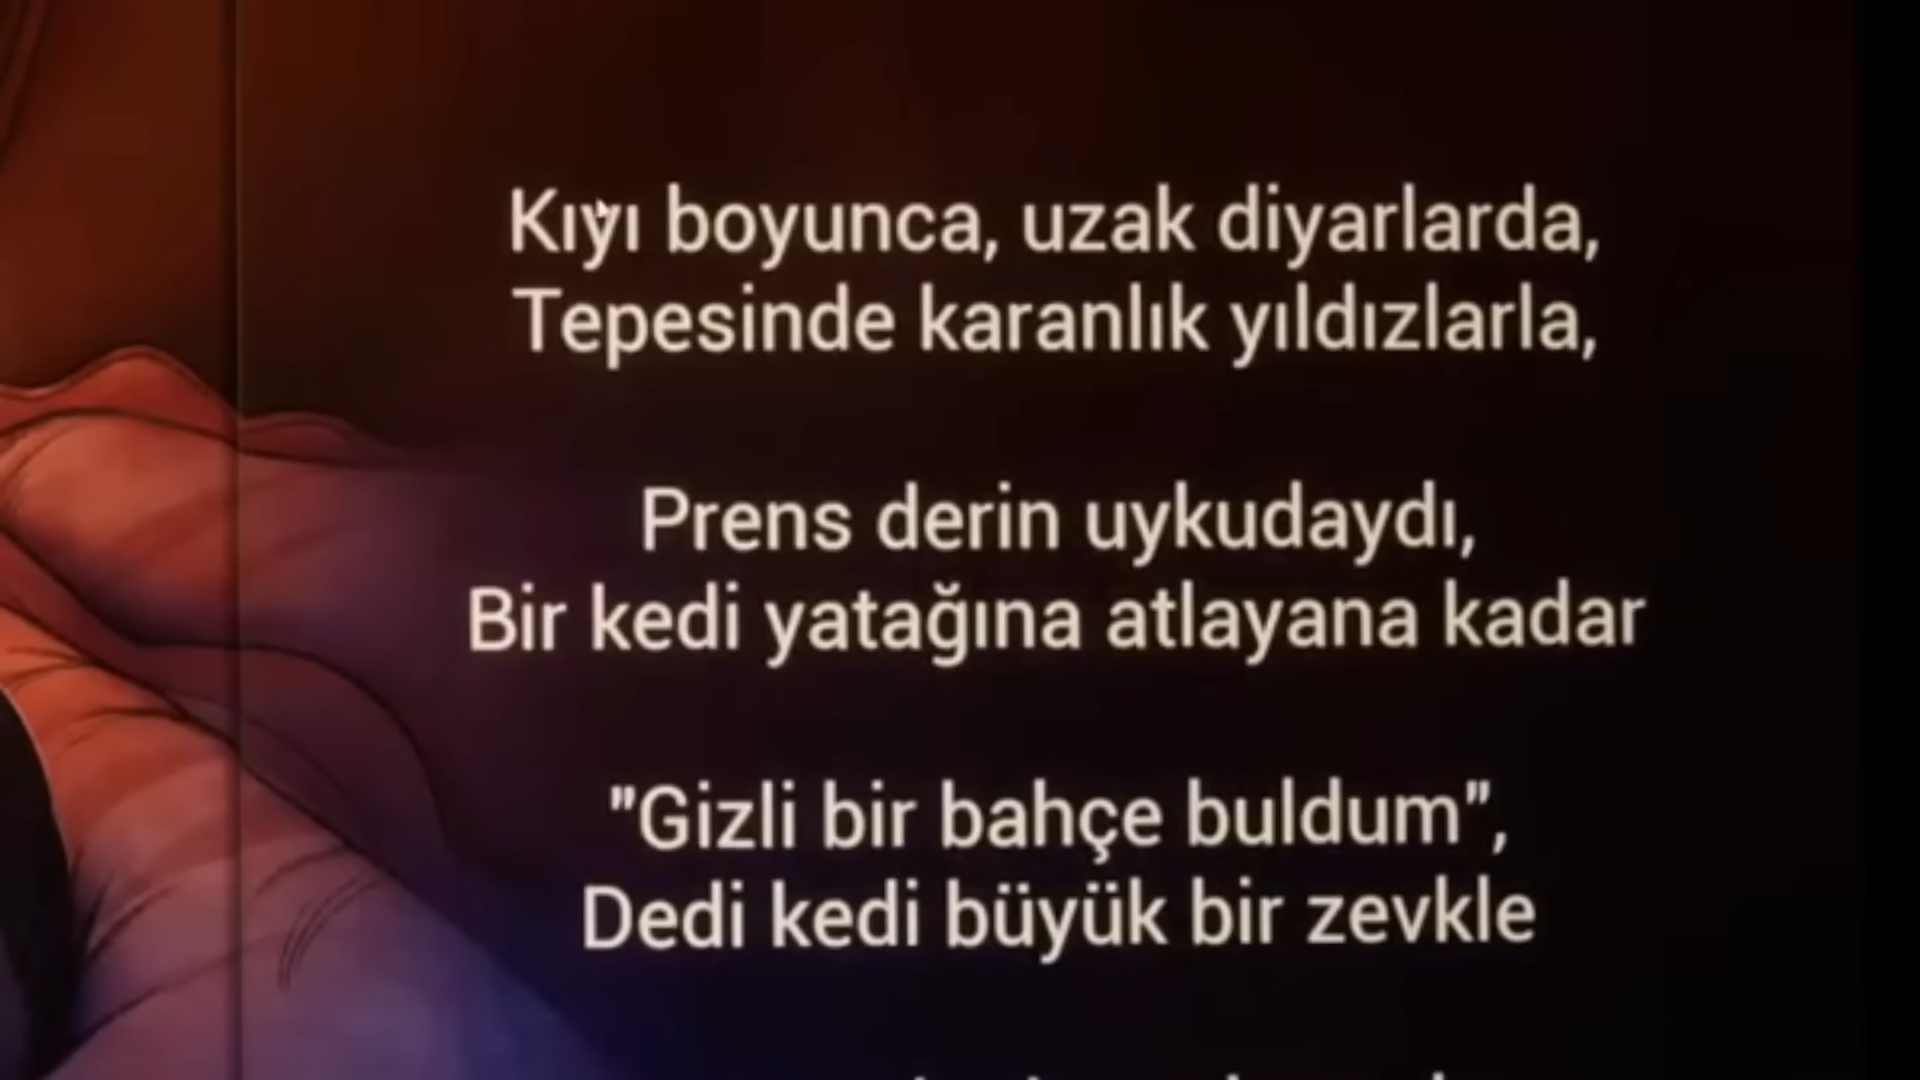 Kıyı boyunca, uzak diyarlarda,
Tepesinde karanlık yıldızlarla,
Prens derin uykudaydı,
Bir kedi yatağına atlayana kadar
"Gizli bir bahçe buldum",
Dedi kedi büyük bir zevkle